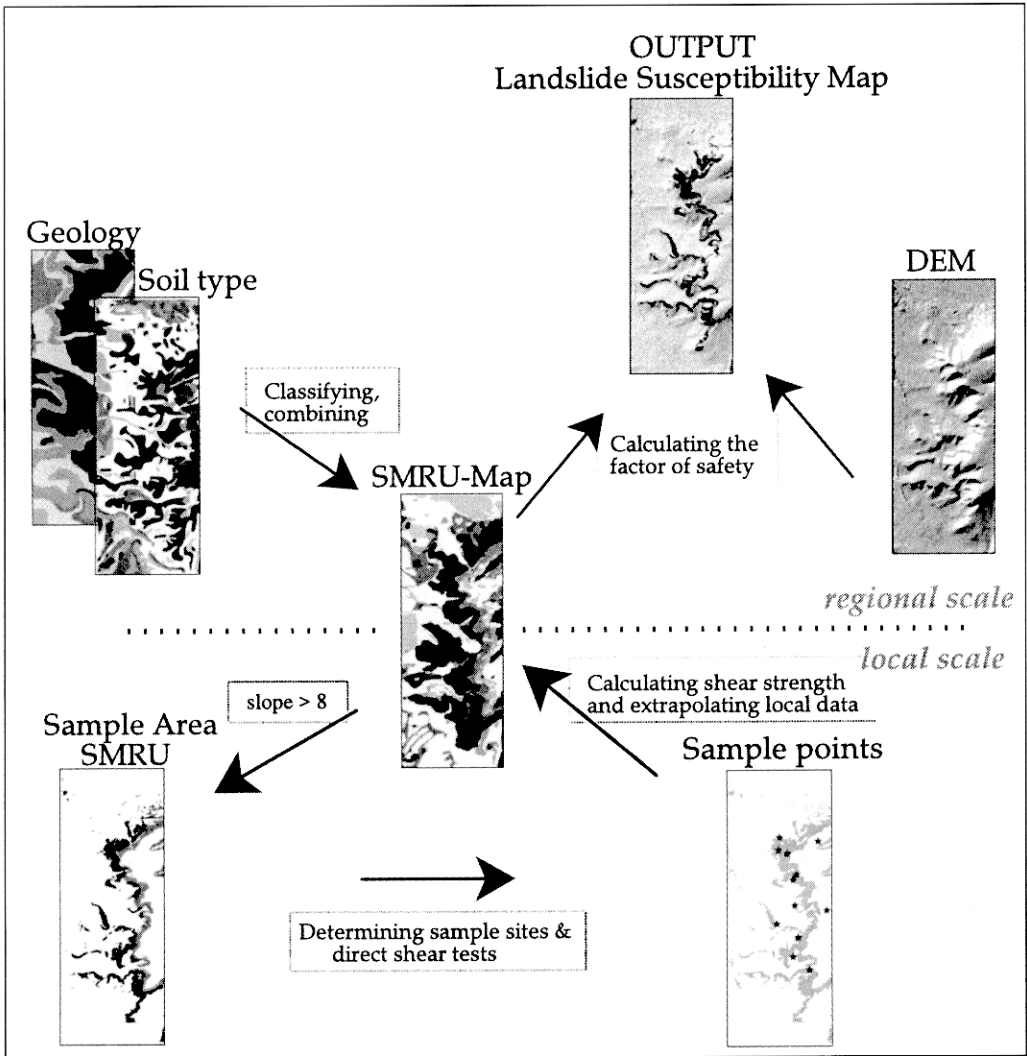 OUTPUT
Landslide Susceptibility Map
Geology
Soil type
DEM
Classifying,
combining
Calculating the
factor of safety
SMRU-Map
regional scale
local scale
slope > 8
Calculating shear strength
and extrapolating local data
Sample Area
SMRU
Sample points
Determining sample sites &
direct shear tests